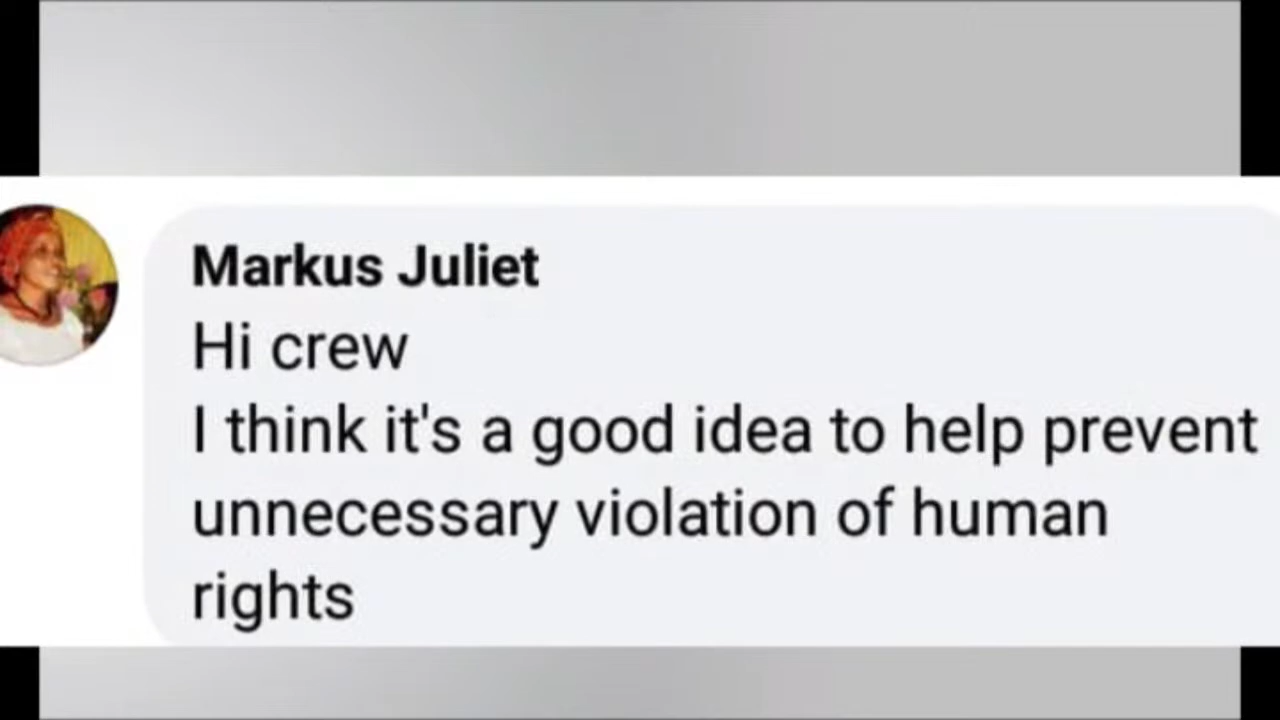 Markus Juliet
Hi crew
I think it's a good idea to help prevent
unnecessary violation of human
rights